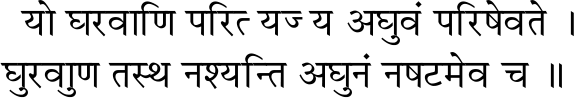 यो घरवाणि परित्यज्य अघुवं परिषेवते ।
घुरवाुण तस्थ नश्यन्ति अघुनं नषटमेव च ॥